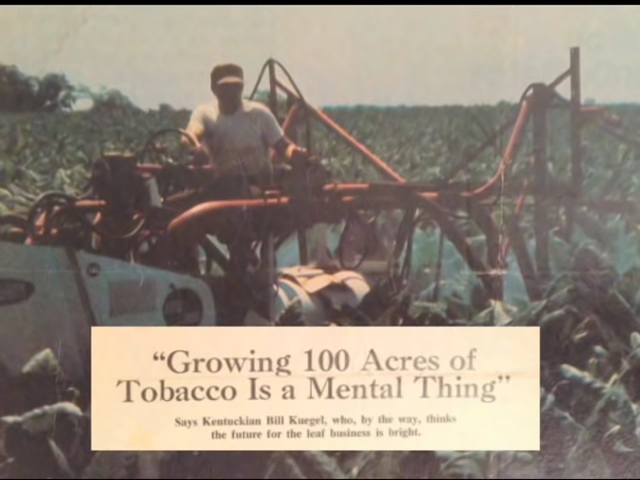 “Growing 100 Acres of
Tobacco Is a Mental Thing”
Says Kentuckian Bill Kuegel, who, by the way, thinks
the future for the leaf business is bright.